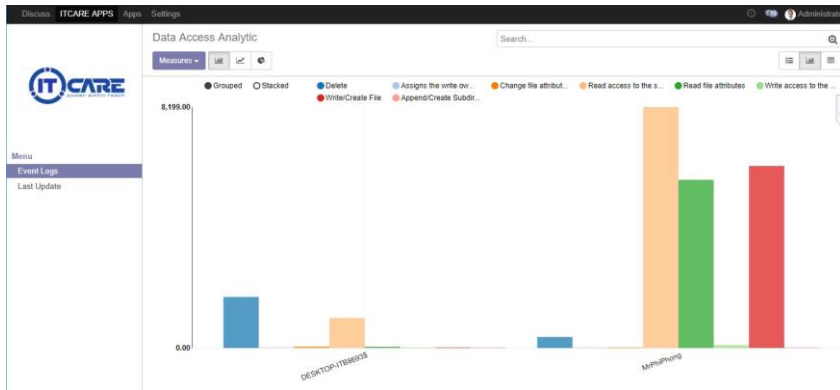 Discuss ITCARE APPS Apps Settings Administrat
Data Access Analytic
Search...
Measures
IT CARE
Grouped Stacked Delete Assigns the write ow... Change file attribut... Read access to the s... Read file attributes Write access to the ...
Write/Create File Append/Create Subdir...
8,199.00
Menu
Event Logs
Last Update
0.00
DESKTOP-ITB8693$
MrPhiPhong